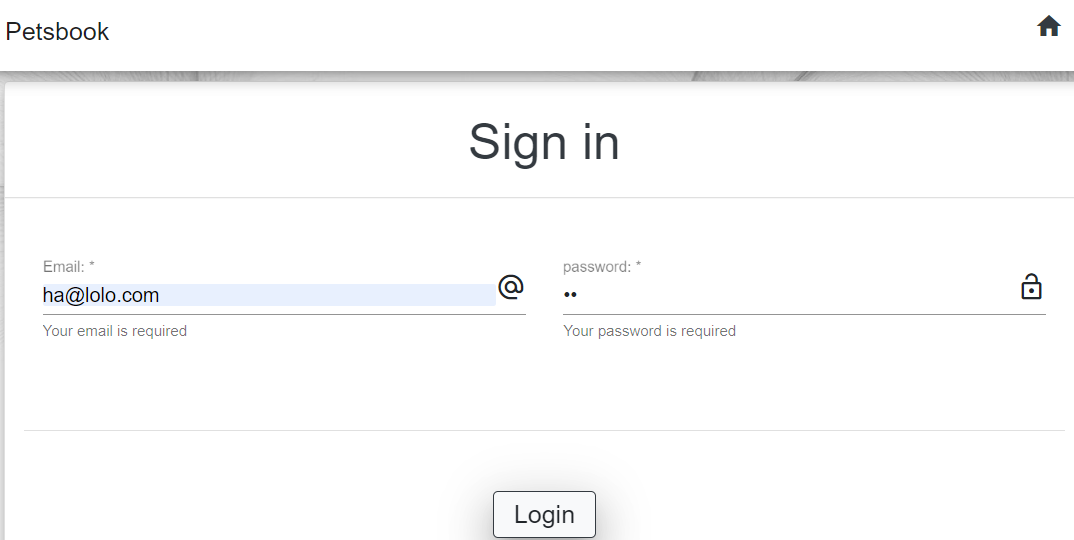 Petsbook
Sign in
Email: *
password: *
ha@lolo.com
••
Your email is required
Your password is required
Login